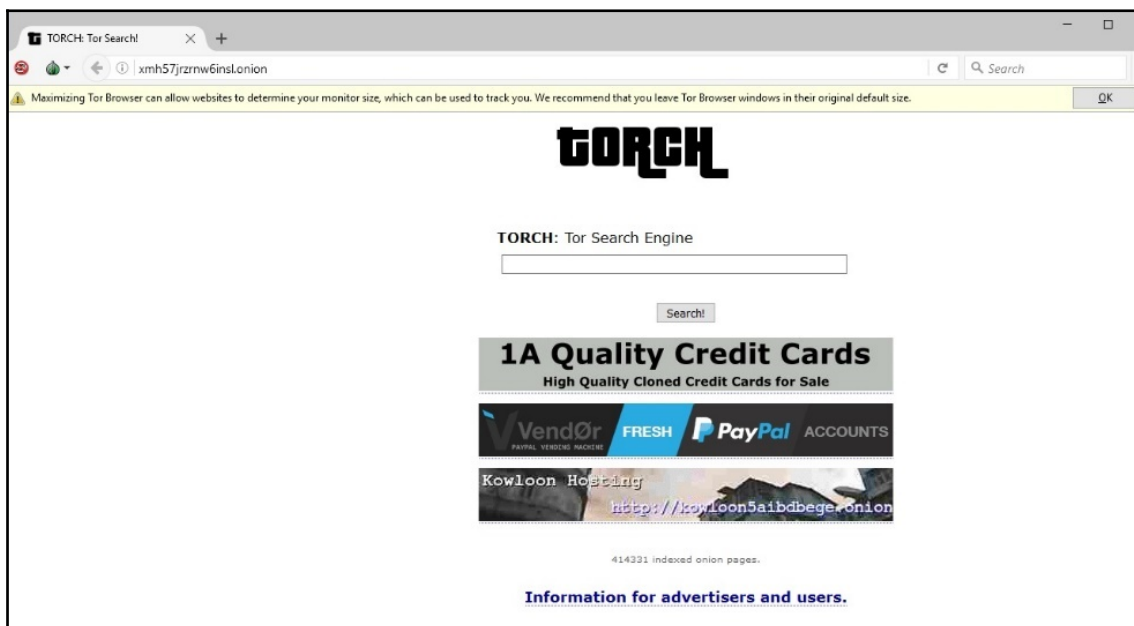 TORCH: Tor Search!
xmh57jrzrnw6insl.onion
Search
Maximizing Tor Browser can allow websites to determine your monitor size, which can be used to track you. We recommend that you leave Tor Browser windows in their original default size.
OK
TORCH
TORCH: Tor Search Engine
Search!
1A Quality Credit Cards
High Quality Cloned Credit Cards for Sale
VendØr
PAYPAL VENDING MACHINE
FRESH
PayPal
ACCOUNTS
Kowloon Hosting
http://kowloon5aibdbege.onion
414331 indexed onion pages.
Information for advertisers and users.